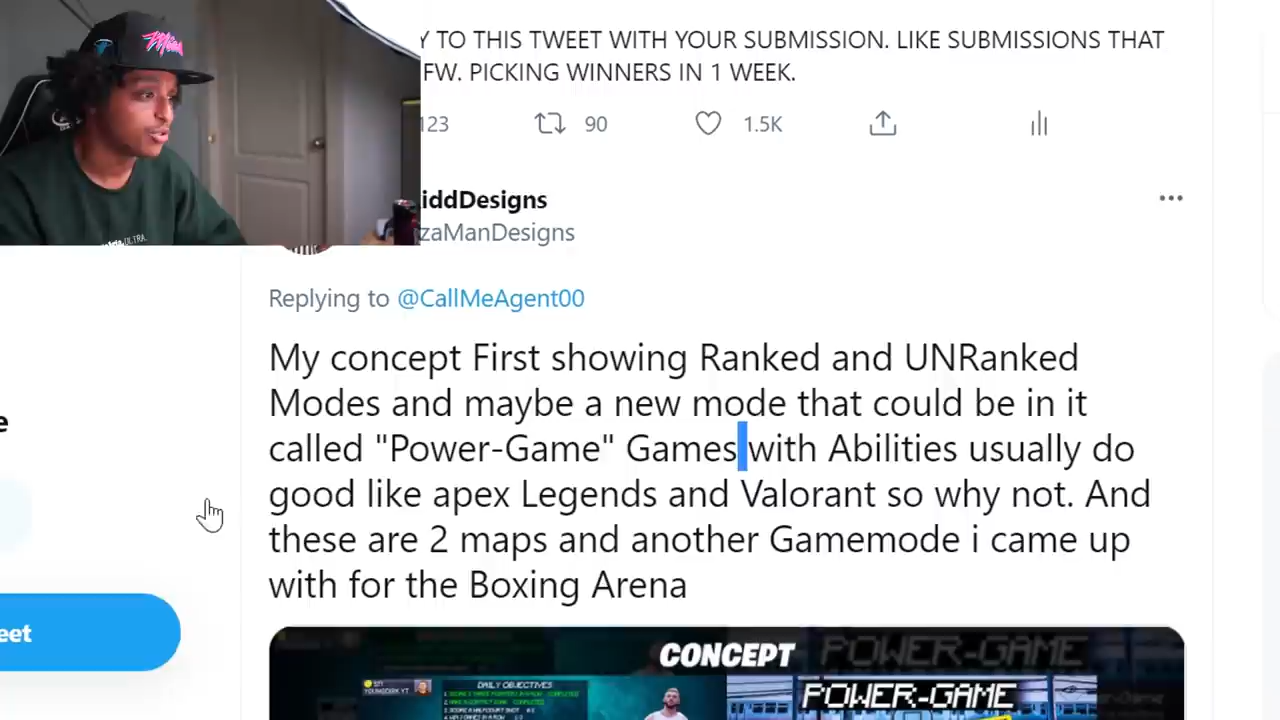 Y TO THIS TWEET WITH YOUR SUBMISSION. LIKE SUBMISSIONS THAT
FW. PICKING WINNERS IN 1 WEEK.
123 90 1.5K
iddDesigns
zaManDesigns
Replying to @CallMeAgent00
My concept First showing Ranked and UNRanked
Modes and maybe a new mode that could be in it
called "Power-Game" Games with Abilities usually do
good like apex Legends and Valorant so why not. And
these are 2 maps and another Gamemode i came up
with for the Boxing Arena
e
eet
CONCEPT POWER-GAME
DAILY OBJECTIVES
YOUNGDIRK YT
POWER-GAME